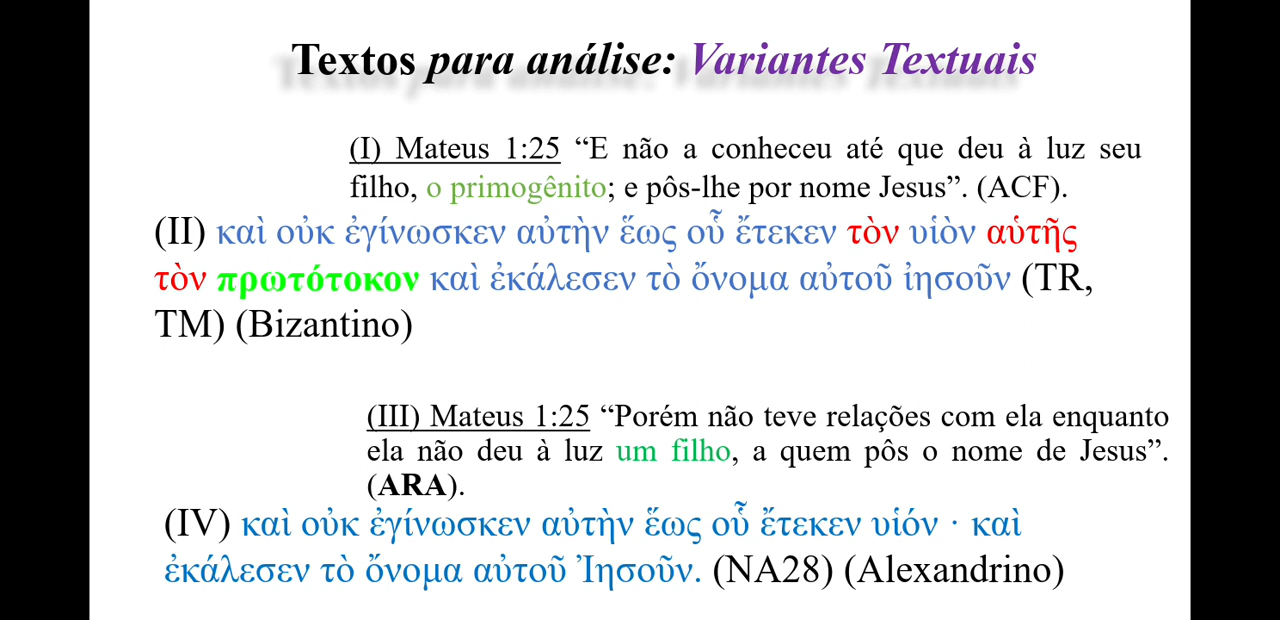 Textos para análise: Variantes Textuais
(I) Mateus 1:25 “E não a conheceu até que deu à luz seu
filho, o primogênito; e pôs-lhe por nome Jesus”. (ACF).
(II) καὶ οὐκ ἐγίνωσκεν αὐτὴν ἕως οὗ ἔτεκεν τὸν υἱὸν αὑτῆς
τὸν πρωτότοκον καὶ ἐκάλεσεν τὸ ὄνομα αὐτοῦ ἰησοῦν (TR,
TM) (Bizantino)
(III) Mateus 1:25 “Porém não teve relações com ela enquanto
ela não deu à luz um filho, a quem pôs o nome de Jesus”.
(ARA).
(IV) καὶ οὐκ ἐγίνωσκεν αὐτὴν ἕως οὗ ἔτεκεν υἱόν · καὶ
ἐκάλεσεν τὸ ὄνομα αὐτοῦ Ἰησοῦν. (NA28) (Alexandrino)